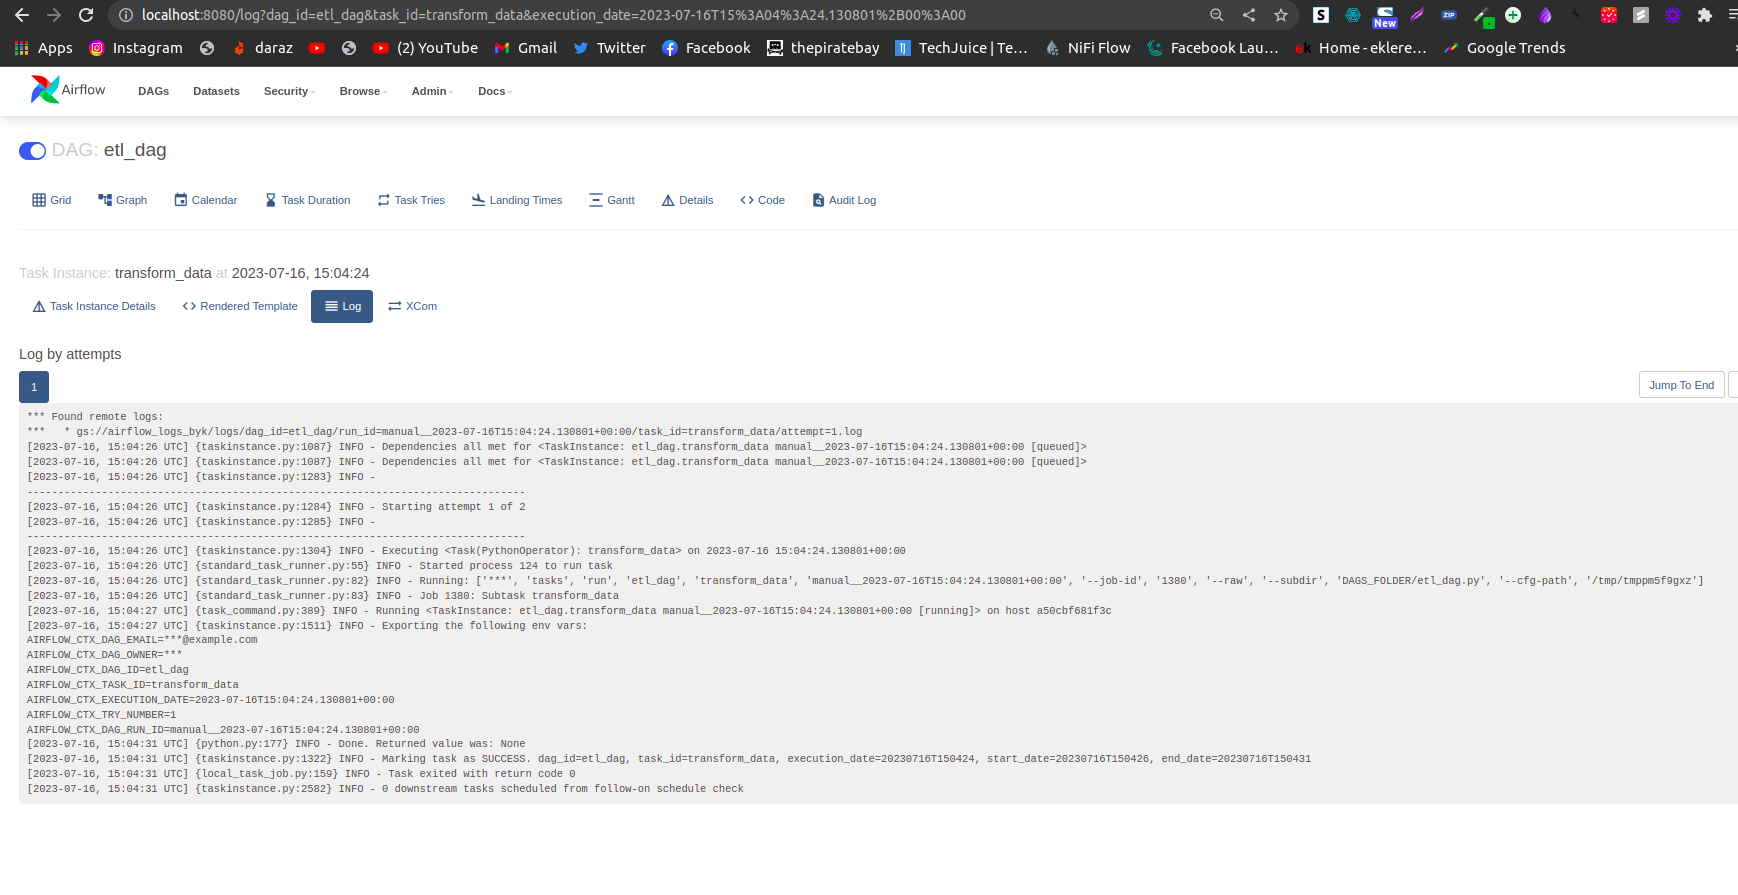 localhost:8080/log?dag_id=etl_dag&task_id=transform_data&execution_date=2023-07-16T15%3A04%3A24.130801%2B00%3A00
S New ZIP
Apps Instagram daraz (2) YouTube Gmail Twitter Facebook thepiratebay TechJuice | Te... NiFi Flow Facebook Lau... Home - eklere... Google Trends
Airflow DAGs Datasets Security Browse Admin Docs
DAG: etl_dag
Grid Graph Calendar Task Duration Task Tries Landing Times Gantt Details Code Audit Log
Task Instance: transform_data at 2023-07-16, 15:04:24
Task Instance Details Rendered Template Log XCom
Log by attempts
1 Jump To End
*** Found remote logs:
***   * gs://airflow_logs_byk/logs/dag_id=etl_dag/run_id=manual__2023-07-16T15:04:24.130801+00:00/task_id=transform_data/attempt=1.log
[2023-07-16, 15:04:26 UTC] {taskinstance.py:1087} INFO - Dependencies all met for <TaskInstance: etl_dag.transform_data manual__2023-07-16T15:04:24.130801+00:00 [queued]>
[2023-07-16, 15:04:26 UTC] {taskinstance.py:1087} INFO - Dependencies all met for <TaskInstance: etl_dag.transform_data manual__2023-07-16T15:04:24.130801+00:00 [queued]>
[2023-07-16, 15:04:26 UTC] {taskinstance.py:1283} INFO -
--------------------------------------------------------------------------------
[2023-07-16, 15:04:26 UTC] {taskinstance.py:1284} INFO - Starting attempt 1 of 2
[2023-07-16, 15:04:26 UTC] {taskinstance.py:1285} INFO -
--------------------------------------------------------------------------------
[2023-07-16, 15:04:26 UTC] {taskinstance.py:1304} INFO - Executing <Task(PythonOperator): transform_data> on 2023-07-16 15:04:24.130801+00:00
[2023-07-16, 15:04:26 UTC] {standard_task_runner.py:55} INFO - Started process 124 to run task
[2023-07-16, 15:04:26 UTC] {standard_task_runner.py:82} INFO - Running: ['***', 'tasks', 'run', 'etl_dag', 'transform_data', 'manual__2023-07-16T15:04:24.130801+00:00', '--job-id', '1380', '--raw', '--subdir', 'DAGS_FOLDER/etl_dag.py', '--cfg-path', '/tmp/tmppm5f9gxz']
[2023-07-16, 15:04:26 UTC] {standard_task_runner.py:83} INFO - Job 1380: Subtask transform_data
[2023-07-16, 15:04:27 UTC] {task_command.py:389} INFO - Running <TaskInstance: etl_dag.transform_data manual__2023-07-16T15:04:24.130801+00:00 [running]> on host a50cbf681f3c
[2023-07-16, 15:04:27 UTC] {taskinstance.py:1511} INFO - Exporting the following env vars:
AIRFLOW_CTX_DAG_EMAIL=***@example.com
AIRFLOW_CTX_DAG_OWNER=***
AIRFLOW_CTX_DAG_ID=etl_dag
AIRFLOW_CTX_TASK_ID=transform_data
AIRFLOW_CTX_EXECUTION_DATE=2023-07-16T15:04:24.130801+00:00
AIRFLOW_CTX_TRY_NUMBER=1
AIRFLOW_CTX_DAG_RUN_ID=manual__2023-07-16T15:04:24.130801+00:00
[2023-07-16, 15:04:31 UTC] {python.py:177} INFO - Done. Returned value was: None
[2023-07-16, 15:04:31 UTC] {taskinstance.py:1322} INFO - Marking task as SUCCESS. dag_id=etl_dag, task_id=transform_data, execution_date=20230716T150424, start_date=20230716T150426, end_date=20230716T150431
[2023-07-16, 15:04:31 UTC] {local_task_job.py:159} INFO - Task exited with return code 0
[2023-07-16, 15:04:31 UTC] {taskinstance.py:2582} INFO - 0 downstream tasks scheduled from follow-on schedule check